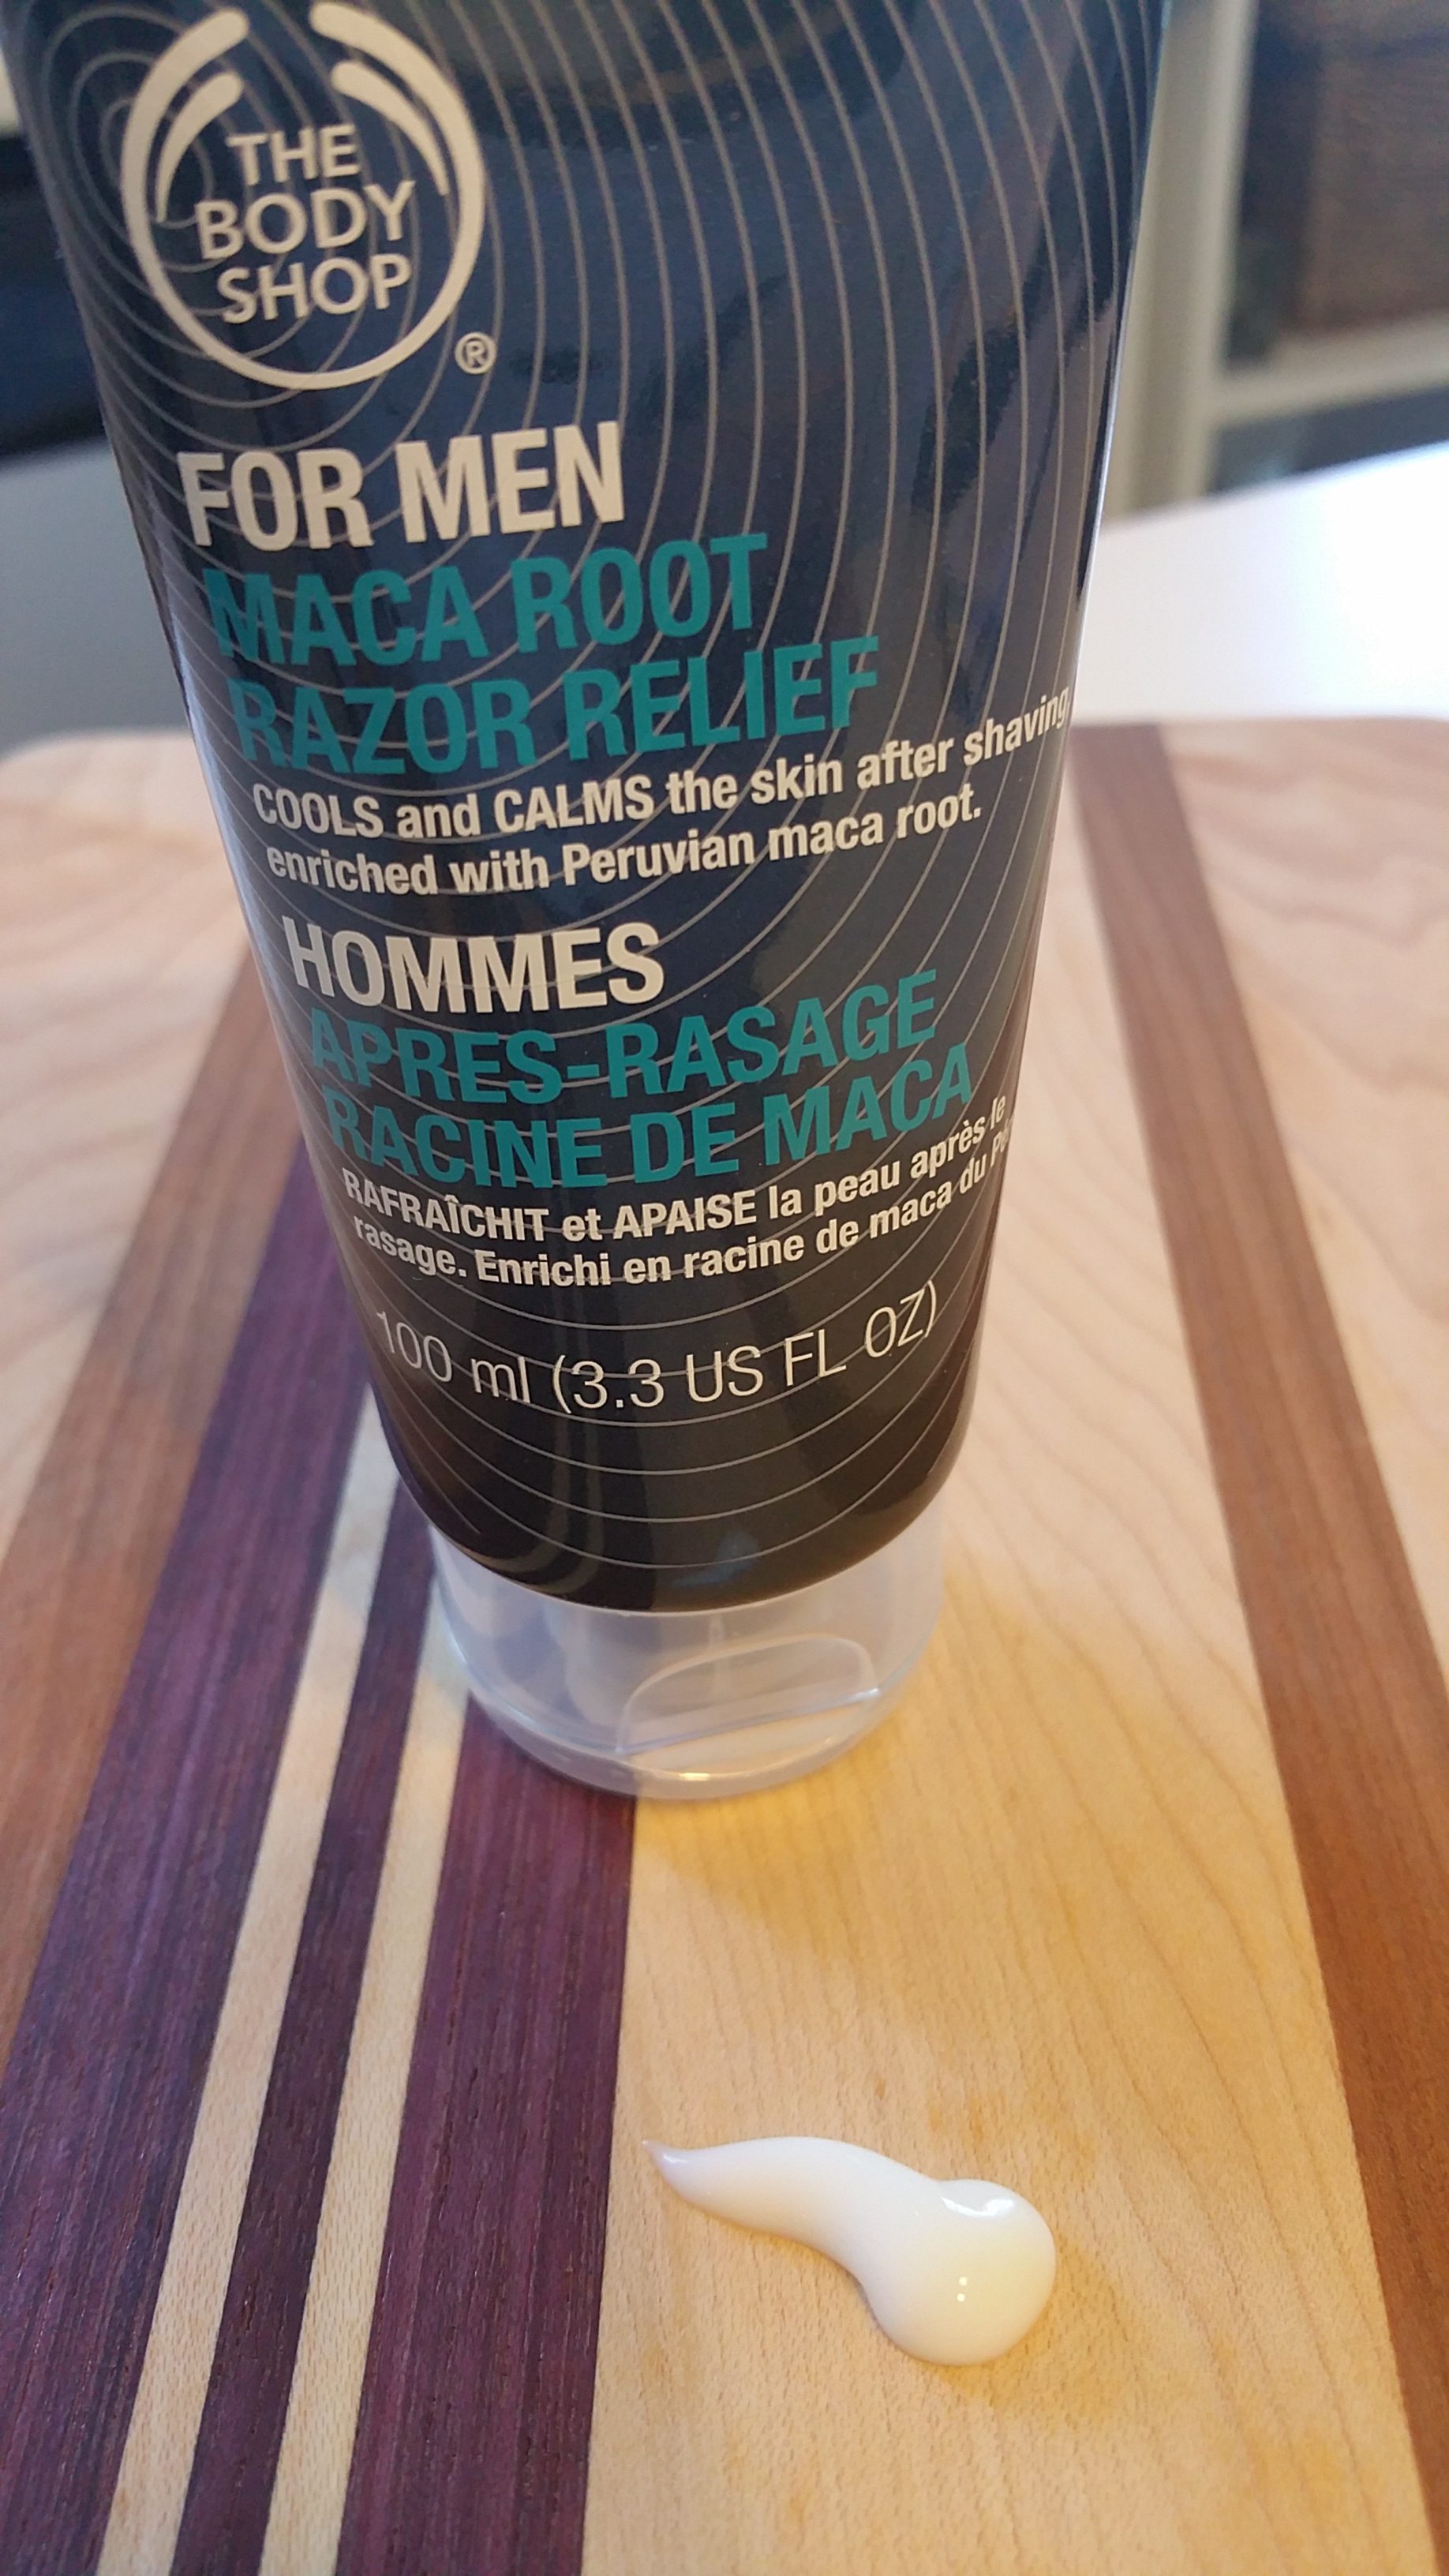 THE
BODY
SHOP
®
FOR MEN
MACA ROOT
RAZOR RELIEF
COOLS and CALMS the skin after shaving,
enriched with Peruvian maca root.
HOMMES
APRES-RASAGE
RACINE DE MACA
RAFRAÎCHIT et APAISE la peau après le
rasage. Enrichi en racine de maca du
100 ml (3.3 US FL OZ)